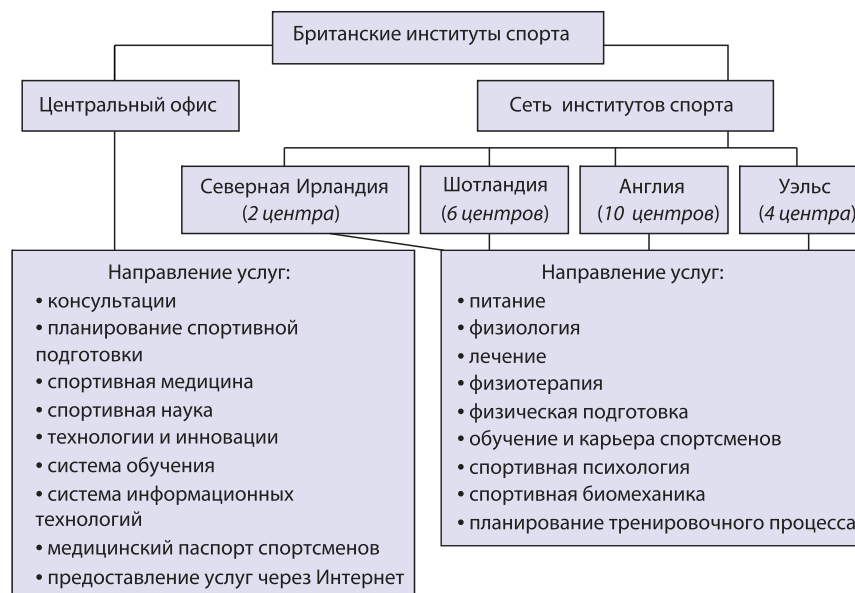 Британские институты спорта
Центральный офис
Сеть институтов спорта
Северная Ирландия
(2 центра)
Шотландия
(6 центров)
Англия
(10 центров)
Уэльс
(4 центра)
Направление услуг:
• консультации
• планирование спортивной
подготовки
• спортивная медицина
• спортивная наука
• технологии и инновации
• система обучения
• система информационных
технологий
• медицинский паспорт спортсменов
• предоставление услуг через Интернет
Направление услуг:
• питание
• физиология
• лечение
• физиотерапия
• физическая подготовка
• обучение и карьера спортсменов
• спортивная психология
• спортивная биомеханика
• планирование тренировочного процесса